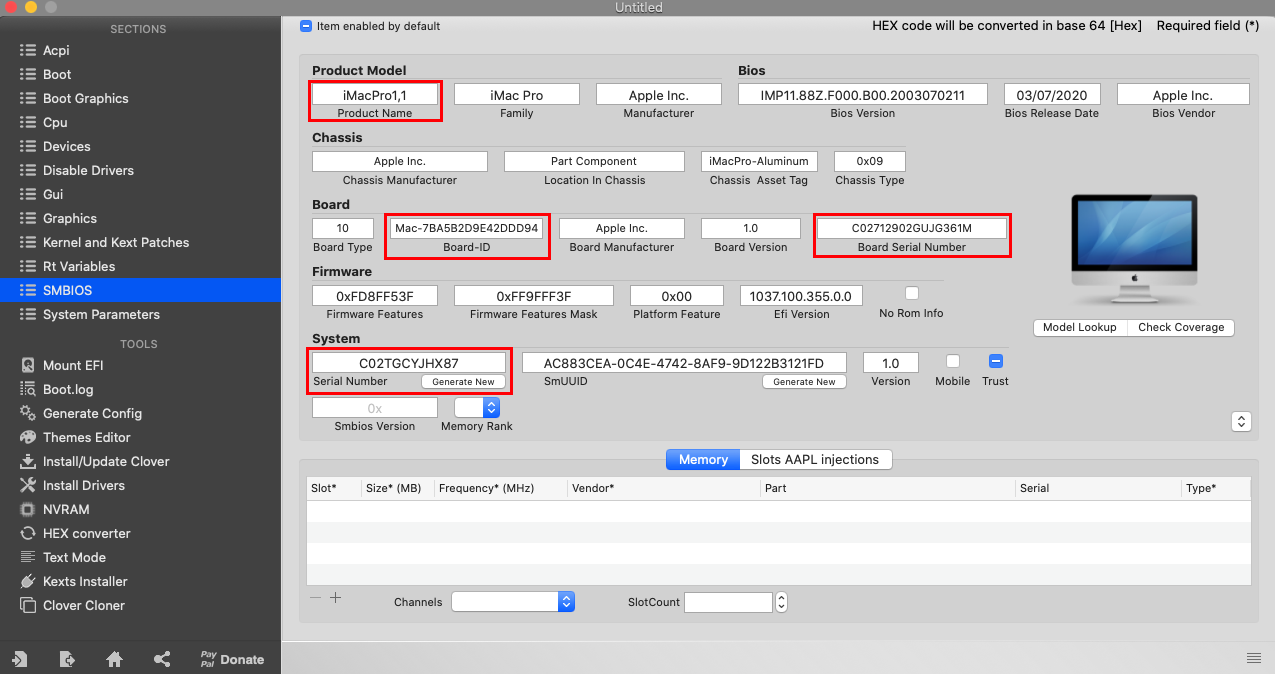 Untitled
SECTIONS
Acpi
Boot
Boot Graphics
Cpu
Devices
Disable Drivers
Gui
Graphics
Kernel and Kext Patches
Rt Variables
SMBIOS
System Parameters
TOOLS
Mount EFI
Boot.log
Generate Config
Themes Editor
Install/Update Clover
Install Drivers
NVRAM
HEX converter
Text Mode
Kexts Installer
Clover Cloner
Pay Pal Donate
Item enabled by default
HEX code will be converted in base 64 [Hex] Required field (*)
Product Model Bios
iMacPro1,1 iMac Pro Apple Inc. IMP11.88Z.F000.B00.2003070211 03/07/2020 Apple Inc.
Product Name Family Manufacturer Bios Version Bios Release Date Bios Vendor
Chassis
Apple Inc. Part Component iMacPro-Aluminum 0x09
Chassis Manufacturer Location In Chassis Chassis Asset Tag Chassis Type
Board
10 Mac-7BA5B2D9E42DDD94 Apple Inc. 1.0 C02712902GUJG361M
Board Type Board-ID Board Manufacturer Board Version Board Serial Number
Firmware
0xFD8FF53F 0xFF9FFF3F 0x00 1037.100.355.0.0
Firmware Features Firmware Features Mask Platform Feature Efi Version No Rom Info
Model Lookup Check Coverage
System
C02TGCYJHX87 AC883CEA-0C4E-4742-8AF9-9D122B3121FD 1.0
Serial Number Generate New SmUUID Generate New Version Mobile Trust
0x
Smbios Version Memory Rank
Memory Slots AAPL injections
Slot* Size* (MB) Frequency* (MHz) Vendor* Part Serial Type*
Channels SlotCount